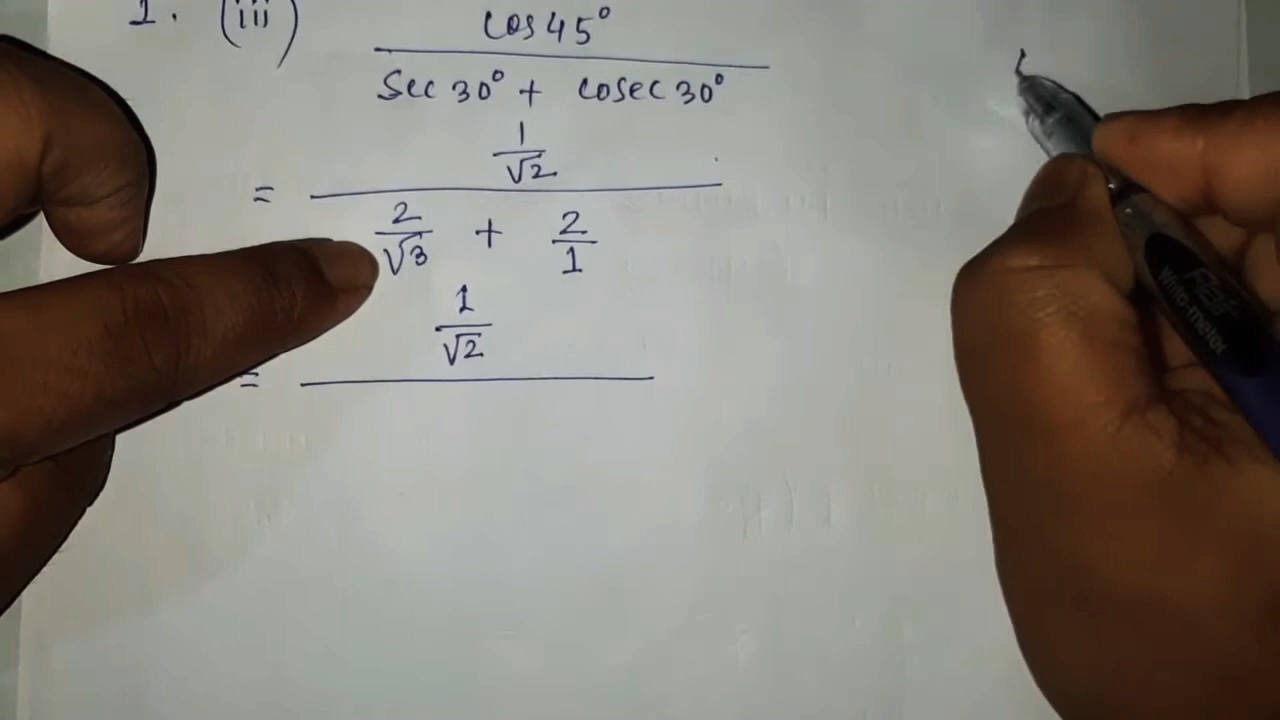 1. (iii) cos 45°
sec 30° + cosec 30°
1
√2
=
2 + 2
√3 1
1
√2
=